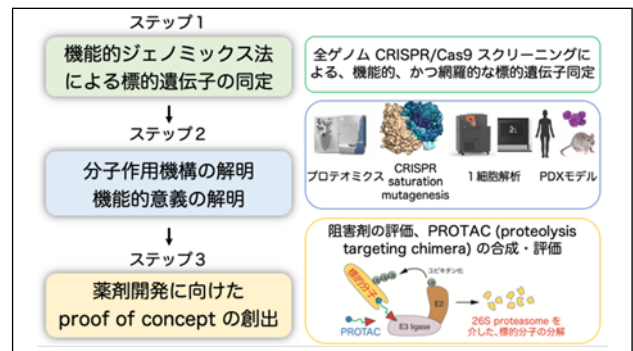 ステップ1
機能的ジェノミックス法
による標的遺伝子の同定
全ゲノム CRISPR/Cas9 スクリーニングに
よる、機能的、かつ網羅的な標的遺伝子同定
ステップ2
分子作用機構の解明
機能的意義の解明
プロテオミクス
CRISPR
saturation
mutagenesis
1細胞解析
PDXモデル
ステップ3
薬剤開発に向けた
proof of concept の創出
阻害剤の評価、PROTAC (proteolysis
targeting chimera) の合成・評価
標的分子
ユビキチン化
E2
PROTAC
E3 ligase
26S proteasome を
介した、標的分子の分解